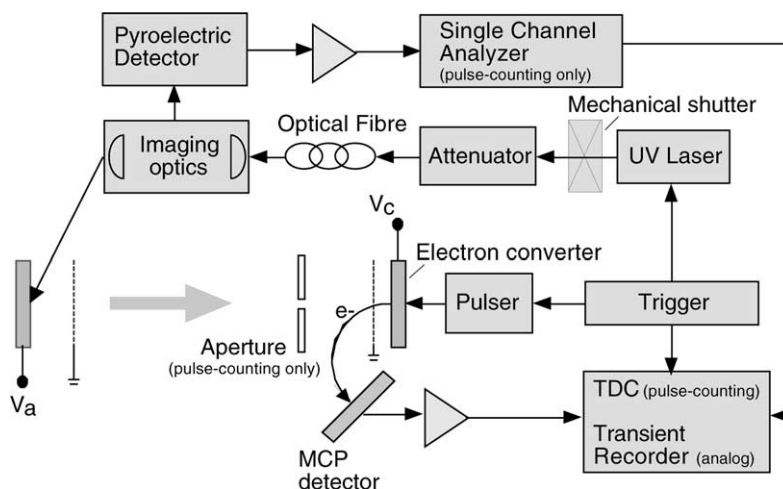 Pyroelectric
Detector
Single Channel
Analyzer
(pulse-counting only)
Mechanical shutter
Optical Fibre
Imaging
optics
Attenuator
UV Laser
Vc
Electron converter
e-
Pulser
Trigger
Aperture
(pulse-counting only)
Va
MCP
detector
TDC (pulse-counting)
Transient
Recorder (analog)